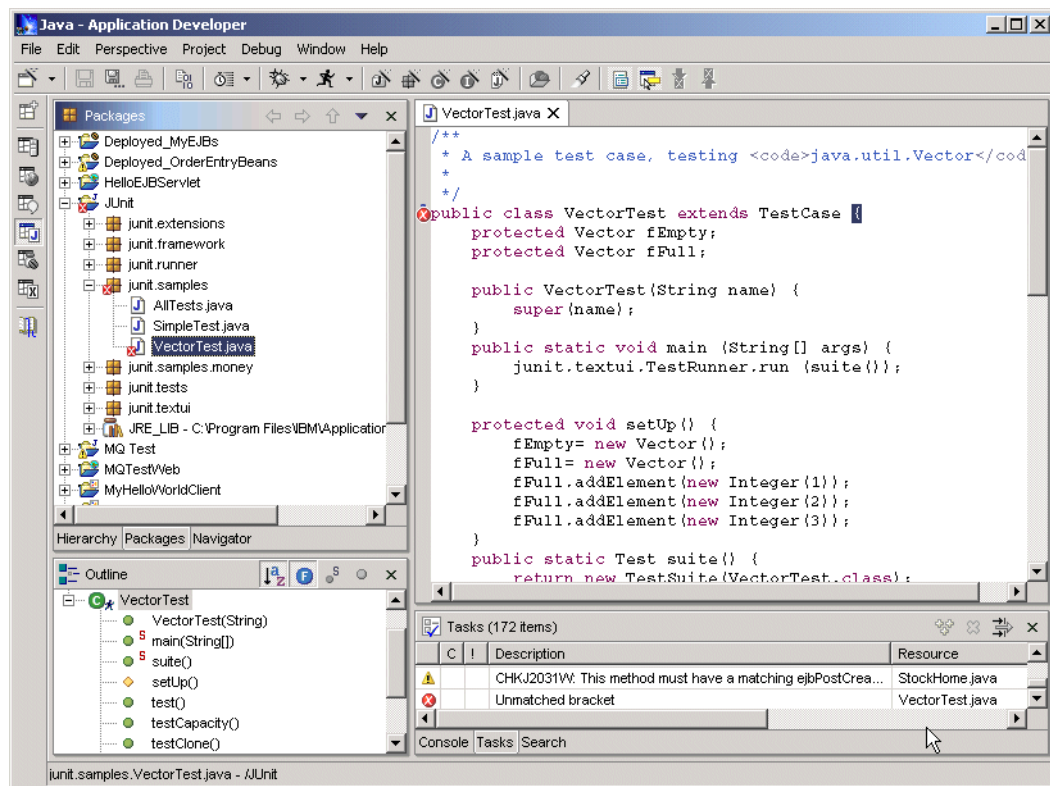 Java - Application Developer
File Edit Perspective Project Debug Window Help
Packages
Deployed_MyEJBs
Deployed_OrderEntryBeans
HelloEJBServlet
JUnit
junit.extensions
junit.framework
junit.runner
junit.samples
AllTests.java
SimpleTest.java
VectorTest.java
junit.samples.money
junit.tests
junit.textui
JRE_LIB - C:\Program Files\IBM\Application
MQ Test
MQTestWeb
MyHelloWorldClient
Hierarchy Packages Navigator
VectorTest.java
/**
* A sample test case, testing <code>java.util.Vector</cod
*
*/
public class VectorTest extends TestCase {
protected Vector fEmpty;
protected Vector fFull;
public VectorTest(String name) {
super(name);
}
public static void main (String[] args) {
junit.textui.TestRunner.run (suite());
}
protected void setUp() {
fEmpty= new Vector();
fFull= new Vector();
fFull.addElement(new Integer(1));
fFull.addElement(new Integer(2));
fFull.addElement(new Integer(3));
}
public static Test suite() {
return new TestSuite(VectorTest.class);
Outline
VectorTest
VectorTest(String)
S main(String[])
S suite()
setUp()
test()
testCapacity()
testClone()
Tasks (172 items)
C ! Description Resource
CHKJ2031W: This method must have a matching ejbPostCrea... StockHome.java
Unmatched bracket VectorTest.java
Console Tasks Search
junit.samples.VectorTest.java - /JUnit